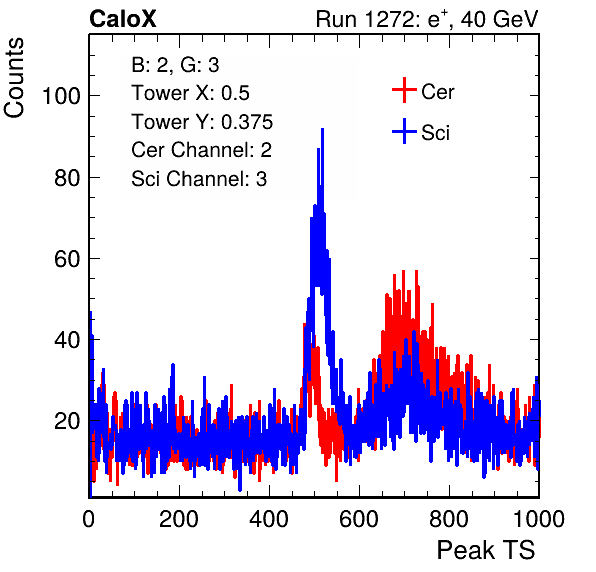 CaloX Run 1272: e+, 40 GeV
Counts
B: 2, G: 3
Tower X: 0.5
Tower Y: 0.375
Cer Channel: 2
Sci Channel: 3
Cer
Sci
100
80
60
40
20
0 200 400 600 800 1000
Peak TS